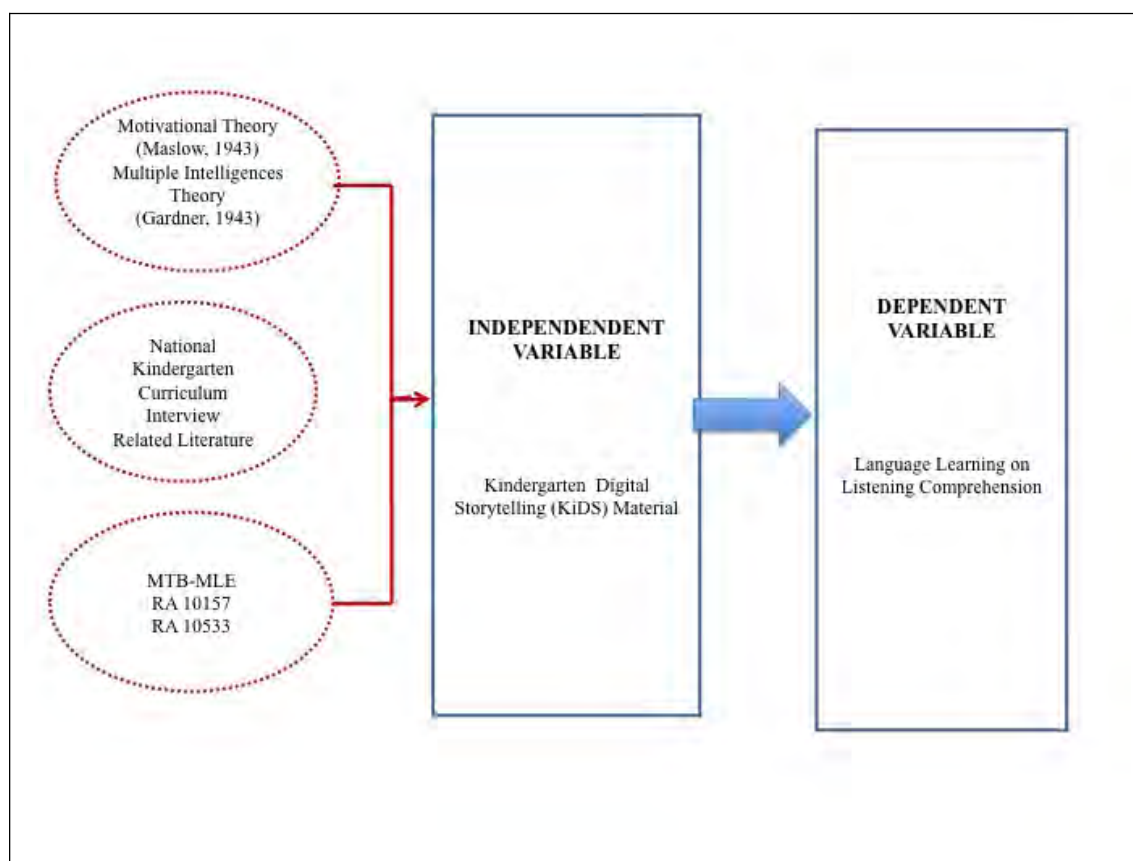 Motivational Theory
(Maslow, 1943)
Multiple Intelligences
Theory
(Gardner, 1943)
National
Kindergarten
Curriculum
Interview
Related Literature
MTB-MLE
RA 10157
RA 10533
INDEPENDENDENT
VARIABLE
Kindergarten Digital
Storytelling (KiDS) Material
DEPENDENT
VARIABLE
Language Learning on
Listening Comprehension